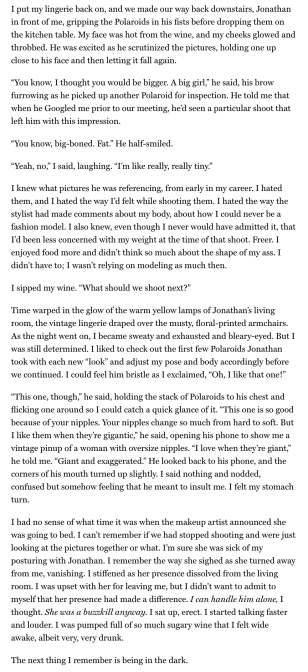 I put my lingerie back on, and we made our way back downstairs, Jonathan
in front of me, gripping the Polaroids in his fists before dropping them on
the kitchen table. My face was hot from the wine, and my cheeks glowed and
throbbed. He was excited as he scrutinized the pictures, holding one up
close to his face and then letting it fall again.
“You know, I thought you would be bigger. A big girl,” he said, his brow
furrowing as he picked up another Polaroid for inspection. He told me that
when he Googled me prior to our meeting, he’d seen a particular shoot that
left him with this impression.
“You know, big-boned. Fat.” He half-smiled.
“Yeah, no,” I said, laughing. “I’m like really, really tiny.”
I knew what pictures he was referencing, from early in my career. I hated
them, and I hated the way I’d felt while shooting them. I hated the way the
stylist had made comments about my body, about how I could never be a
fashion model. I also knew, even though I never would have admitted it, that
I’d been less concerned with my weight at the time of that shoot. Freer. I
enjoyed food more and didn’t think so much about the shape of my ass. I
didn’t have to; I wasn’t relying on modeling as much then.
I sipped my wine. “What should we shoot next?”
Time warped in the glow of the warm yellow lamps of Jonathan’s living
room, the vintage lingerie draped over the musty, floral-printed armchairs.
As the night went on, I became sweaty and exhausted and bleary-eyed. But I
was still determined. I liked to check out the first few Polaroids Jonathan
took with each new “look” and adjust my pose and body accordingly before
we continued. I could feel him bristle as I exclaimed, “Oh, I like that one!”
“This one, though,” he said, holding the stack of Polaroids to his chest and
flicking one around so I could catch a quick glance of it. “This one is so good
because of your nipples. Your nipples change so much from hard to soft. But
I like them when they’re gigantic,” he said, opening his phone to show me a
vintage pinup of a woman with oversize nipples. “I love when they’re giant,”
he told me. “Giant and exaggerated.” He looked back to his phone, and the
corners of his mouth turned up slightly. I said nothing and nodded,
confused but somehow feeling that he meant to insult me. I felt my stomach
turn.
I had no sense of what time it was when the makeup artist announced she
was going to bed. I can’t remember if we had stopped shooting and were just
looking at the pictures together or what. I’m sure she was sick of my
posturing with Jonathan. I remember the way she sighed as she turned away
from me, vanishing. I stiffened as her presence dissolved from the living
room. I was upset with her for leaving me, but I didn’t want to admit to
myself that her presence had made a difference. I can handle him alone, I
thought. She was a buzzkill anyway. I sat up, erect. I started talking faster
and louder. I was pumped full of so much sugary wine that I felt wide
awake, albeit very, very drunk.
The next thing I remember is being in the dark.